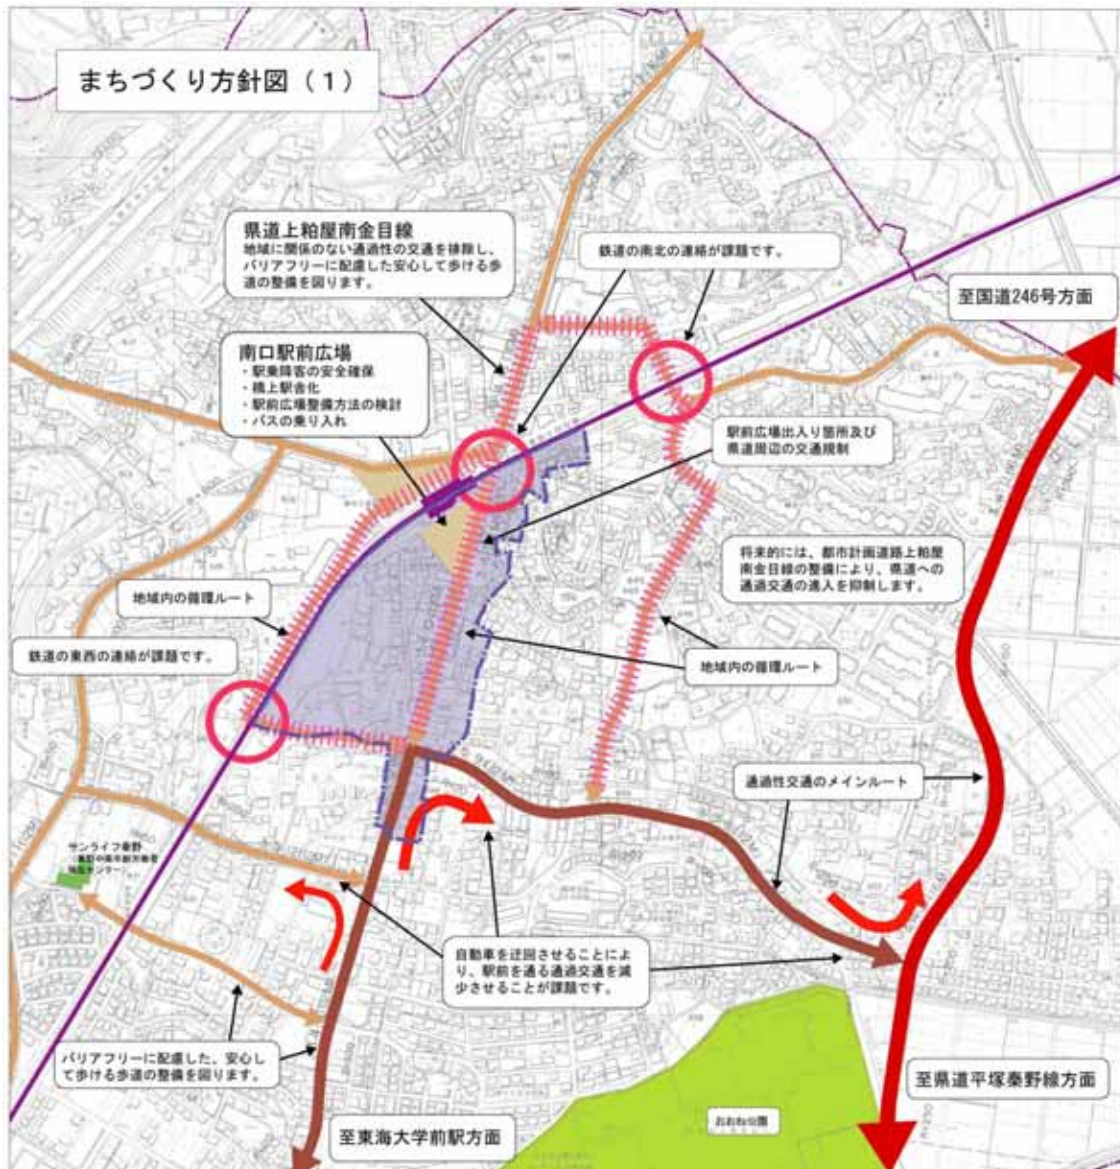 まちづくり方針図（１）
県道上粕屋南金目線
地域に関係のない通過性の交通を排除し、
バリアフリーに配慮した安心して歩ける歩
道の整備を図ります。
鉄道の南北の連絡が課題です。
至国道246号方面
南口駅前広場
・駅乗降客の安全確保
・橋上駅舎化
・駅前広場整備方法の検討
・バスの乗り入れ
駅前広場出入り箇所及び
県道周辺の交通規制
将来的には、都市計画道路上粕屋
南金目線の整備により、県道への
通過交通の進入を抑制します。
地域内の循環ルート
鉄道の東西の連絡が課題です。
地域内の循環ルート
通過性交通のメインルート
サンライフ秦野
自動車を迂回させることによ
り、駅前を通る通過交通を減
少させることが課題です。
バリアフリーに配慮した、安心し
て歩ける歩道の整備を図ります。
至県道平塚秦野線方面
おおね公園
至東海大学前駅方面